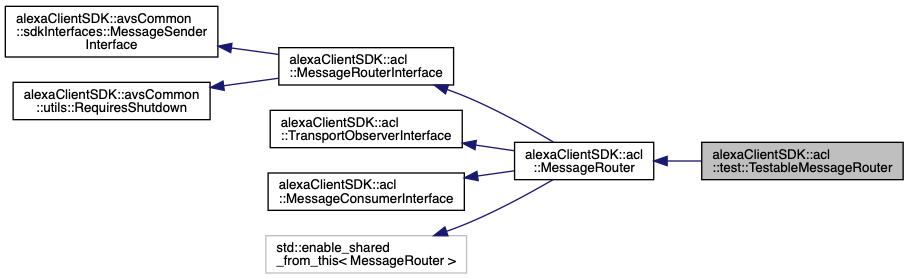 alexaClientSDK::avsCommon
::sdkInterfaces::MessageSender
Interface
alexaClientSDK::avsCommon
::utils::RequiresShutdown
alexaClientSDK::acl
::MessageRouterInterface
alexaClientSDK::acl
::TransportObserverInterface
alexaClientSDK::acl
::MessageConsumerInterface
std::enable_shared
_from_this< MessageRouter >
alexaClientSDK::acl
::MessageRouter
alexaClientSDK::acl
::test::TestableMessageRouter